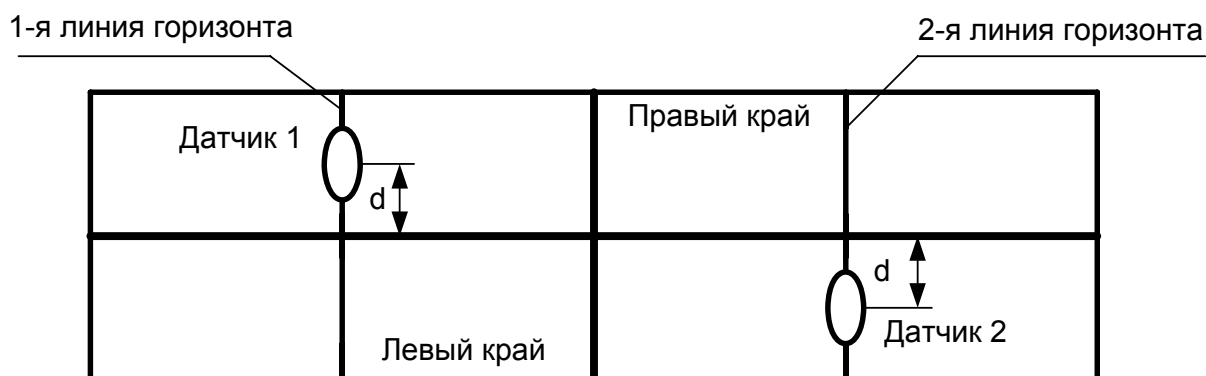 1-я линия горизонта
2-я линия горизонта
Правый край
Датчик 1
d
d
Датчик 2
Левый край